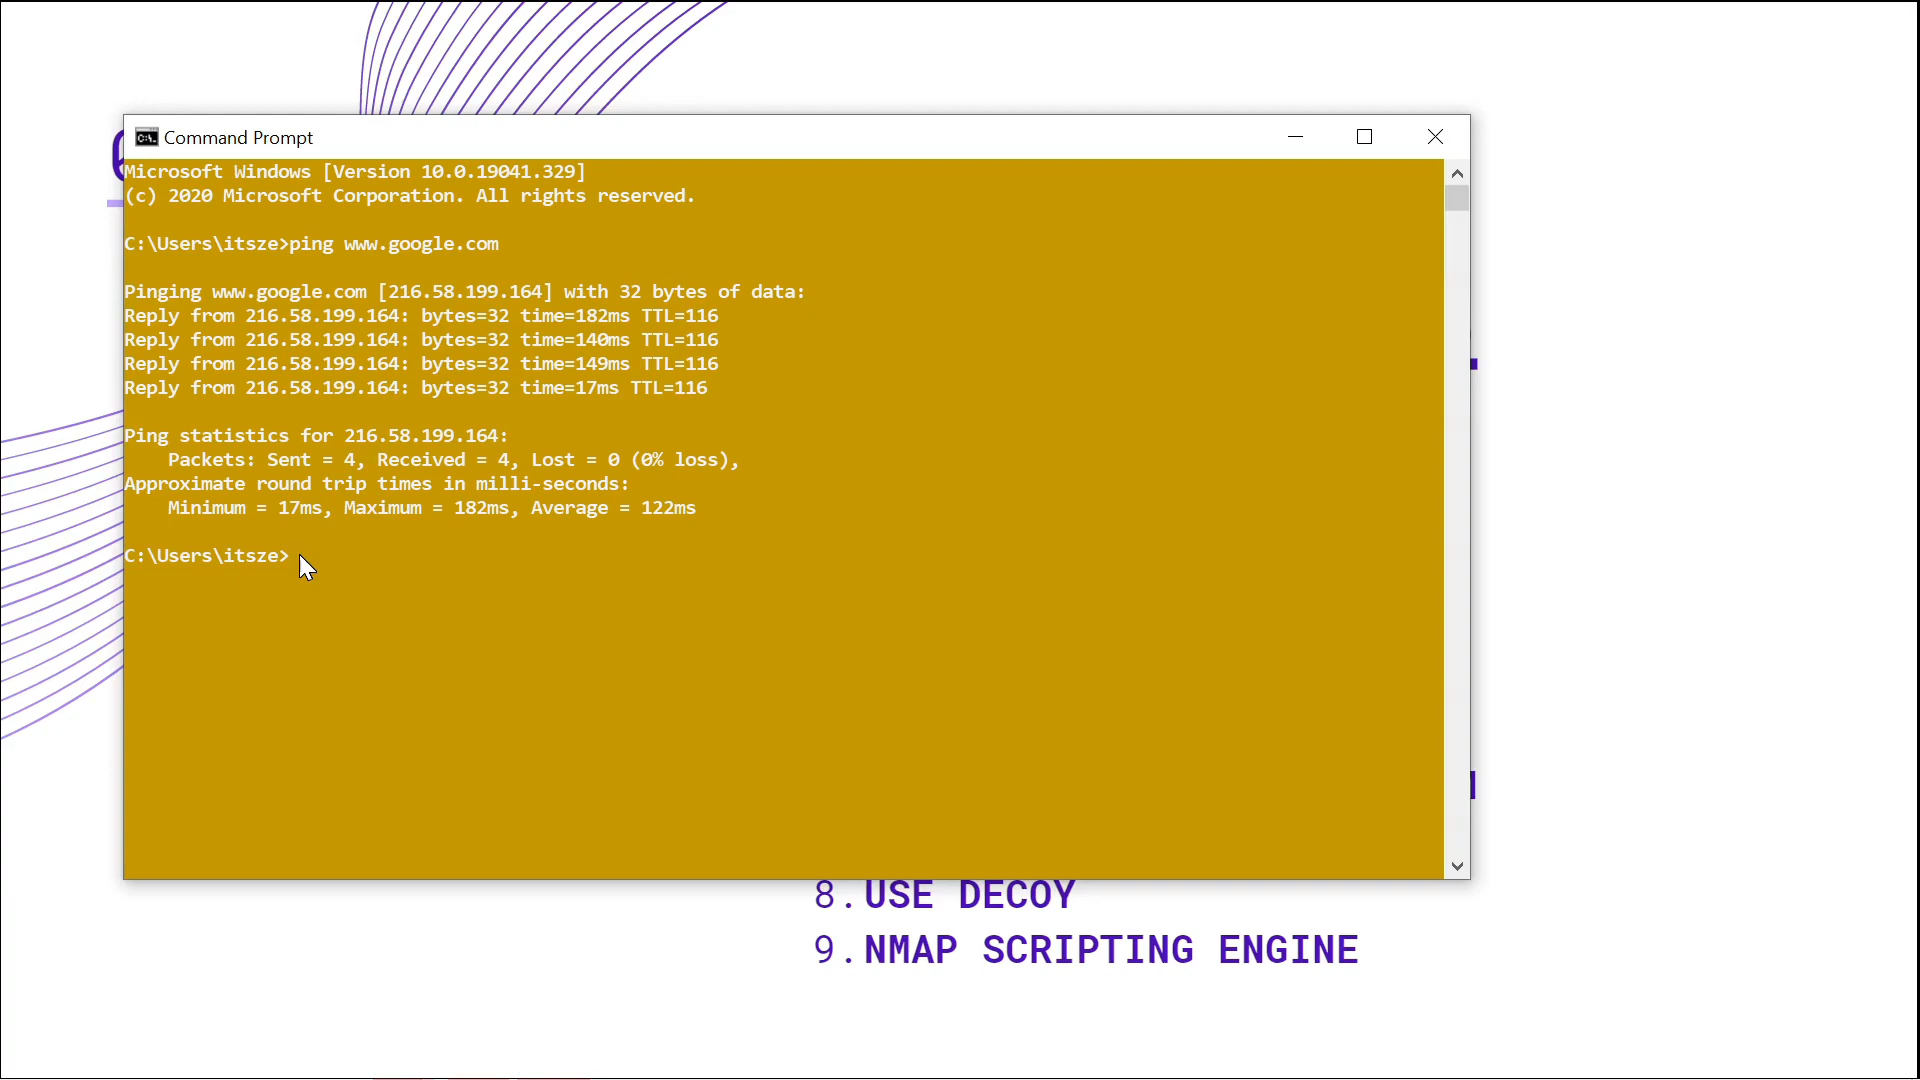 Command Prompt
Microsoft Windows [Version 10.0.19041.329]
(c) 2020 Microsoft Corporation. All rights reserved.
C:\Users\itsze>ping www.google.com
Pinging www.google.com [216.58.199.164] with 32 bytes of data:
Reply from 216.58.199.164: bytes=32 time=182ms TTL=116
Reply from 216.58.199.164: bytes=32 time=140ms TTL=116
Reply from 216.58.199.164: bytes=32 time=149ms TTL=116
Reply from 216.58.199.164: bytes=32 time=17ms TTL=116
Ping statistics for 216.58.199.164:
Packets: Sent = 4, Received = 4, Lost = 0 (0% loss),
Approximate round trip times in milli-seconds:
Minimum = 17ms, Maximum = 182ms, Average = 122ms
C:\Users\itsze>
8. USE DECOY
9. NMAP SCRIPTING ENGINE